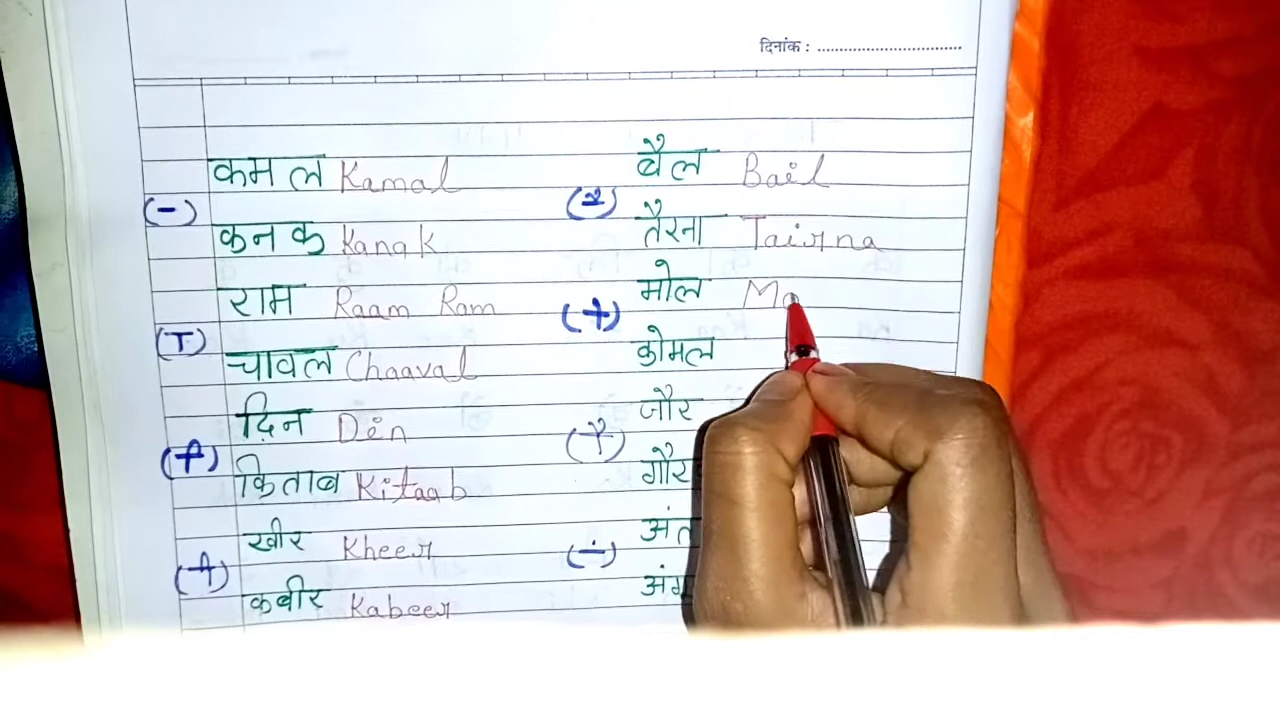 दिनांक : ................................
कमल Kamal
(-)
कनक Kanak
राम Raam Ram
(ा)
चावल Chaaval
दिन Din
(ि)
किताब Kitaab
खीर Kheer
(ी)
कबीर Kabeer
बैल Bail
(ै)
तैरना Tairna
मोल Mo
(ो)
कोमल
जौर
(ौ)
अंत
(ं)